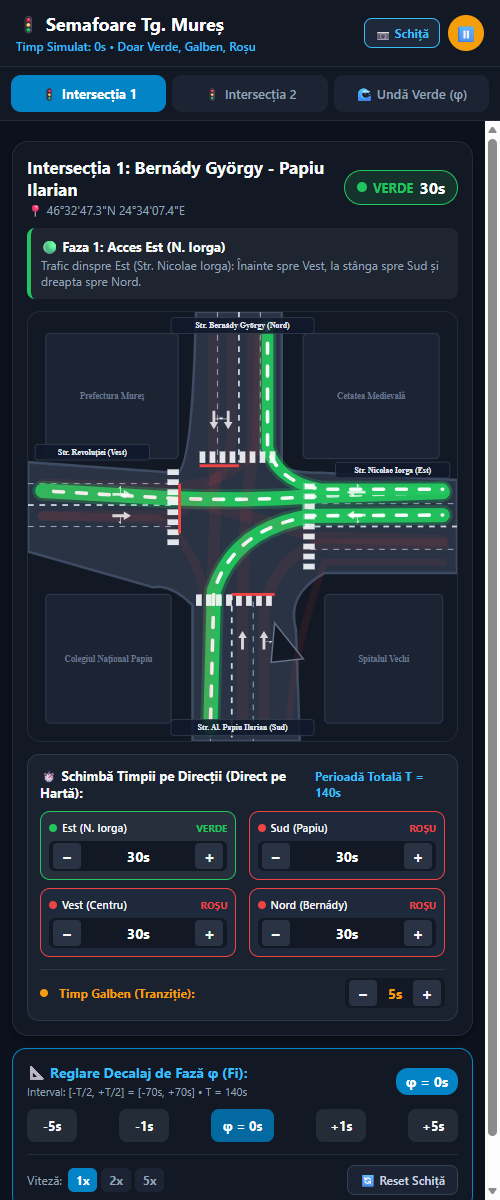 Semafoare Tg. Mureș
Timp Simulat: 0s • Doar Verde, Galben, Roșu
Schiță
Intersecția 1
Intersecția 2
Undă Verde (φ)
Intersecția 1: Bernády György - Papiu
Ilarian
46°32'47.3"N 24°34'07.4"E
VERDE 30s
Faza 1: Acces Est (N. Iorga)
Trafic dinspre Est (Str. Nicolae Iorga): Înainte spre Vest, la stânga spre Sud și
dreapta spre Nord.
Str. Bernády György (Nord)
Prefectura Mureș
Cetatea Medievală
Str. Revoluției (Vest)
Str. Nicolae Iorga (Est)
Colegiul Național Papiu
Spitalul Vechi
Str. Al. Papiu Ilarian (Sud)
Schimbă Timpii pe Direcții (Direct pe
Hartă):
Perioadă Totală T =
140s
Est (N. Iorga) VERDE
− 30s +
Sud (Papiu) ROȘU
− 30s +
Vest (Centru) ROȘU
− 30s +
Nord (Bernády) ROȘU
− 30s +
Timp Galben (Tranziție):
− 5s +
Reglare Decalaj de Fază φ (Fi):
Interval: [-T/2, +T/2] = [-70s, +70s] • T = 140s
φ = 0s
-5s
-1s
φ = 0s
+1s
+5s
Viteză: 1x 2x 5x
Reset Schiță